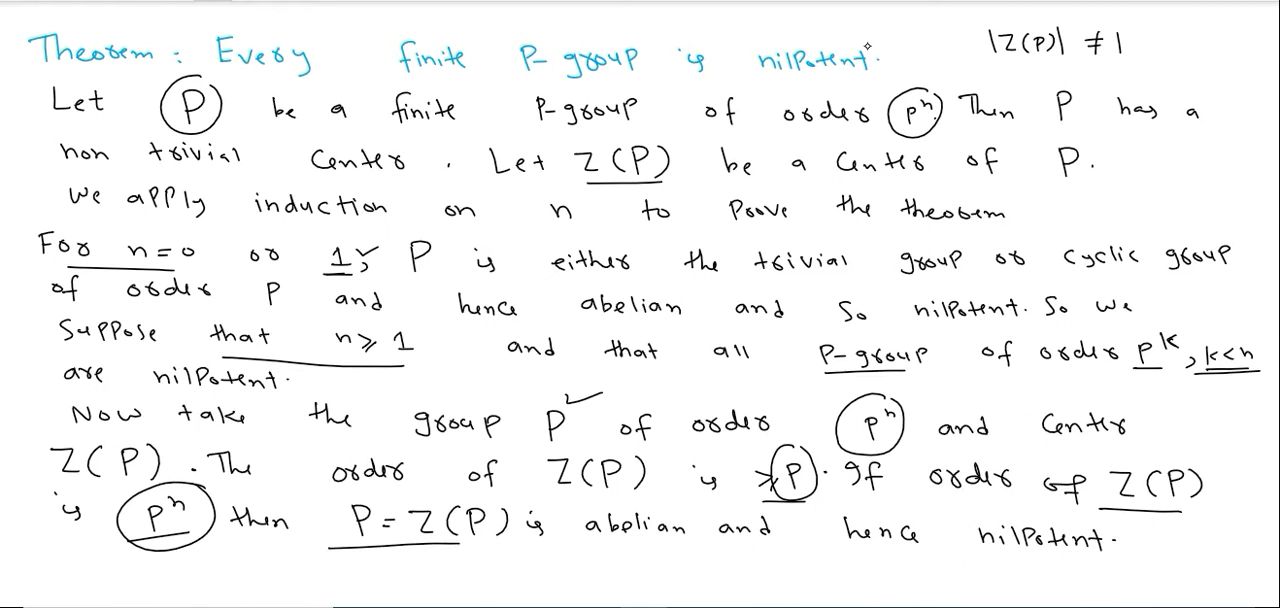 Theorem : Every finite P-group is nilpotent.
|Z(P)| ≠ 1
Let P be a finite P-group of order pⁿ. Then P has a
non trivial Center. Let Z(P) be a Center of P.
We apply induction on n to Prove the theorem
For n=0 or 1; P is either the trivial group or cyclic group
of order P and hence abelian and So nilpotent. So we
Suppose that n≥1 and that all P-group of order pᵏ, k<n
are nilpotent.
Now take the group P of order pⁿ and Center
Z(P). The order of Z(P) is ≥P. If order of Z(P)
is pⁿ then P=Z(P) is abelian and hence nilpotent.